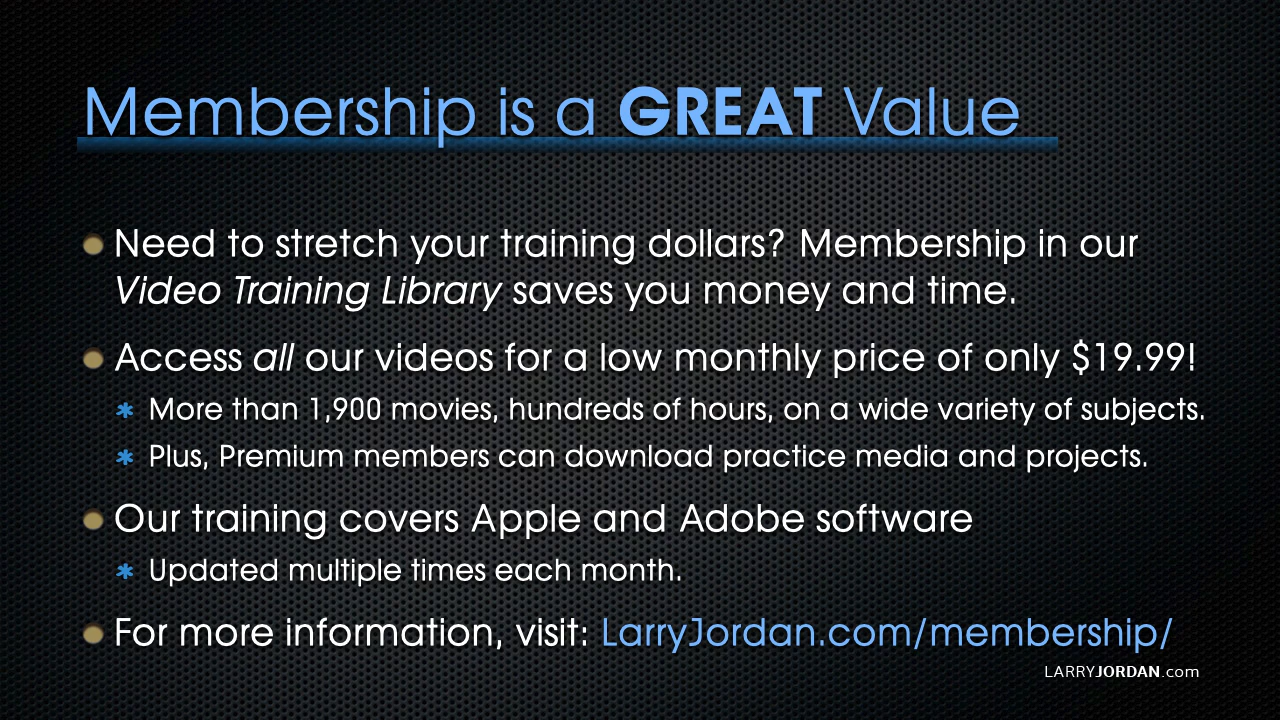 Membership is a GREAT Value
Need to stretch your training dollars? Membership in our
Video Training Library saves you money and time.
Access all our videos for a low monthly price of only $19.99!
More than 1,900 movies, hundreds of hours, on a wide variety of subjects.
Plus, Premium members can download practice media and projects.
Our training covers Apple and Adobe software
Updated multiple times each month.
For more information, visit: LarryJordan.com/membership/
LARRYJORDAN.com